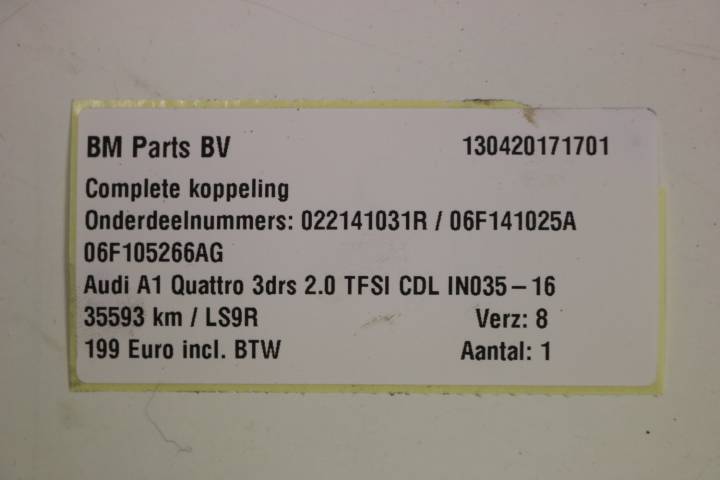 BM Parts BV 130420171701
Complete koppeling
Onderdeelnummers: 022141031R / 06F141025A
06F105266AG
Audi A1 Quattro 3drs 2.0 TFSI CDL IN035-16
35593 km / LS9R Verz: 8
199 Euro incl. BTW Aantal: 1